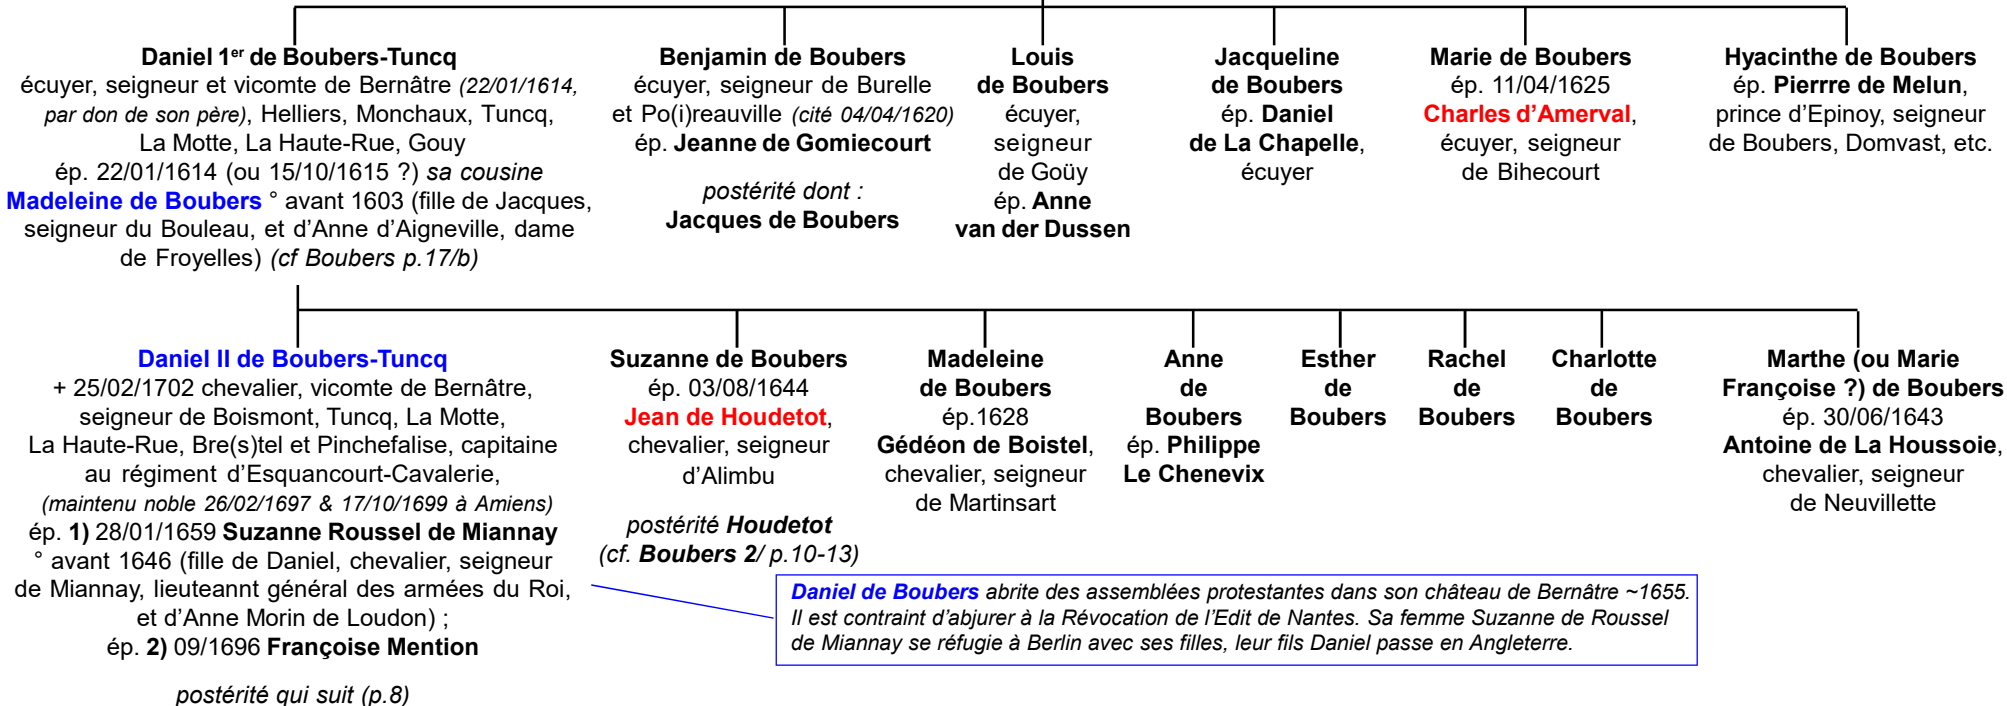 Daniel 1er de Boubers-Tuncq
écuyer, seigneur et vicomte de Bernâtre (22/01/1614,
par don de son père), Helliers, Monchaux, Tuncq,
La Motte, La Haute-Rue, Gouy
ép. 22/01/1614 (ou 15/10/1615 ?) sa cousine
Madeleine de Boubers ° avant 1603 (fille de Jacques,
seigneur du Bouleau, et d'Anne d'Aigneville, dame
de Froyelles) (cf Boubers p.17/b)
Benjamin de Boubers
écuyer, seigneur de Burelle
et Po(i)reauville (cité 04/04/1620)
ép. Jeanne de Gomiecourt
postérité dont :
Jacques de Boubers
Louis
de Boubers
écuyer,
seigneur
de Goüy
ép. Anne
van der Dussen
Jacqueline
de Boubers
ép. Daniel
de La Chapelle,
écuyer
Marie de Boubers
ép. 11/04/1625
Charles d'Amerval,
écuyer, seigneur
de Bihecourt
Hyacinthe de Boubers
ép. Pierrre de Melun,
prince d'Epinoy, seigneur
de Boubers, Domvast, etc.
Daniel II de Boubers-Tuncq
+ 25/02/1702 chevalier, vicomte de Bernâtre,
seigneur de Boismont, Tuncq, La Motte,
La Haute-Rue, Bre(s)tel et Pinchefalise, capitaine
au régiment d'Esquancourt-Cavalerie,
(maintenu noble 26/02/1697 & 17/10/1699 à Amiens)
ép. 1) 28/01/1659 Suzanne Roussel de Miannay
° avant 1646 (fille de Daniel, chevalier, seigneur
de Miannay, lieuteannt général des armées du Roi,
et d'Anne Morin de Loudon) ;
ép. 2) 09/1696 Françoise Mention
postérité qui suit (p.8)
Suzanne de Boubers
ép. 03/08/1644
Jean de Houdetot,
chevalier, seigneur
d'Alimbu
postérité Houdetot
(cf. Boubers 2/ p.10-13)
Madeleine
de Boubers
ép.1628
Gédéon de Boistel,
chevalier, seigneur
de Martinsart
Anne
de
Boubers
ép. Philippe
Le Chenevix
Esther
de
Boubers
Rachel
de
Boubers
Charlotte
de
Boubers
Marthe (ou Marie
Françoise ?) de Boubers
ép. 30/06/1643
Antoine de La Houssoie,
chevalier, seigneur
de Neuvillette
Daniel de Boubers abrite des assemblées protestantes dans son château de Bernâtre ~1655.
Il est contraint d'abjurer à la Révocation de l'Edit de Nantes. Sa femme Suzanne de Roussel
de Miannay se réfugie à Berlin avec ses filles, leur fils Daniel passe en Angleterre.